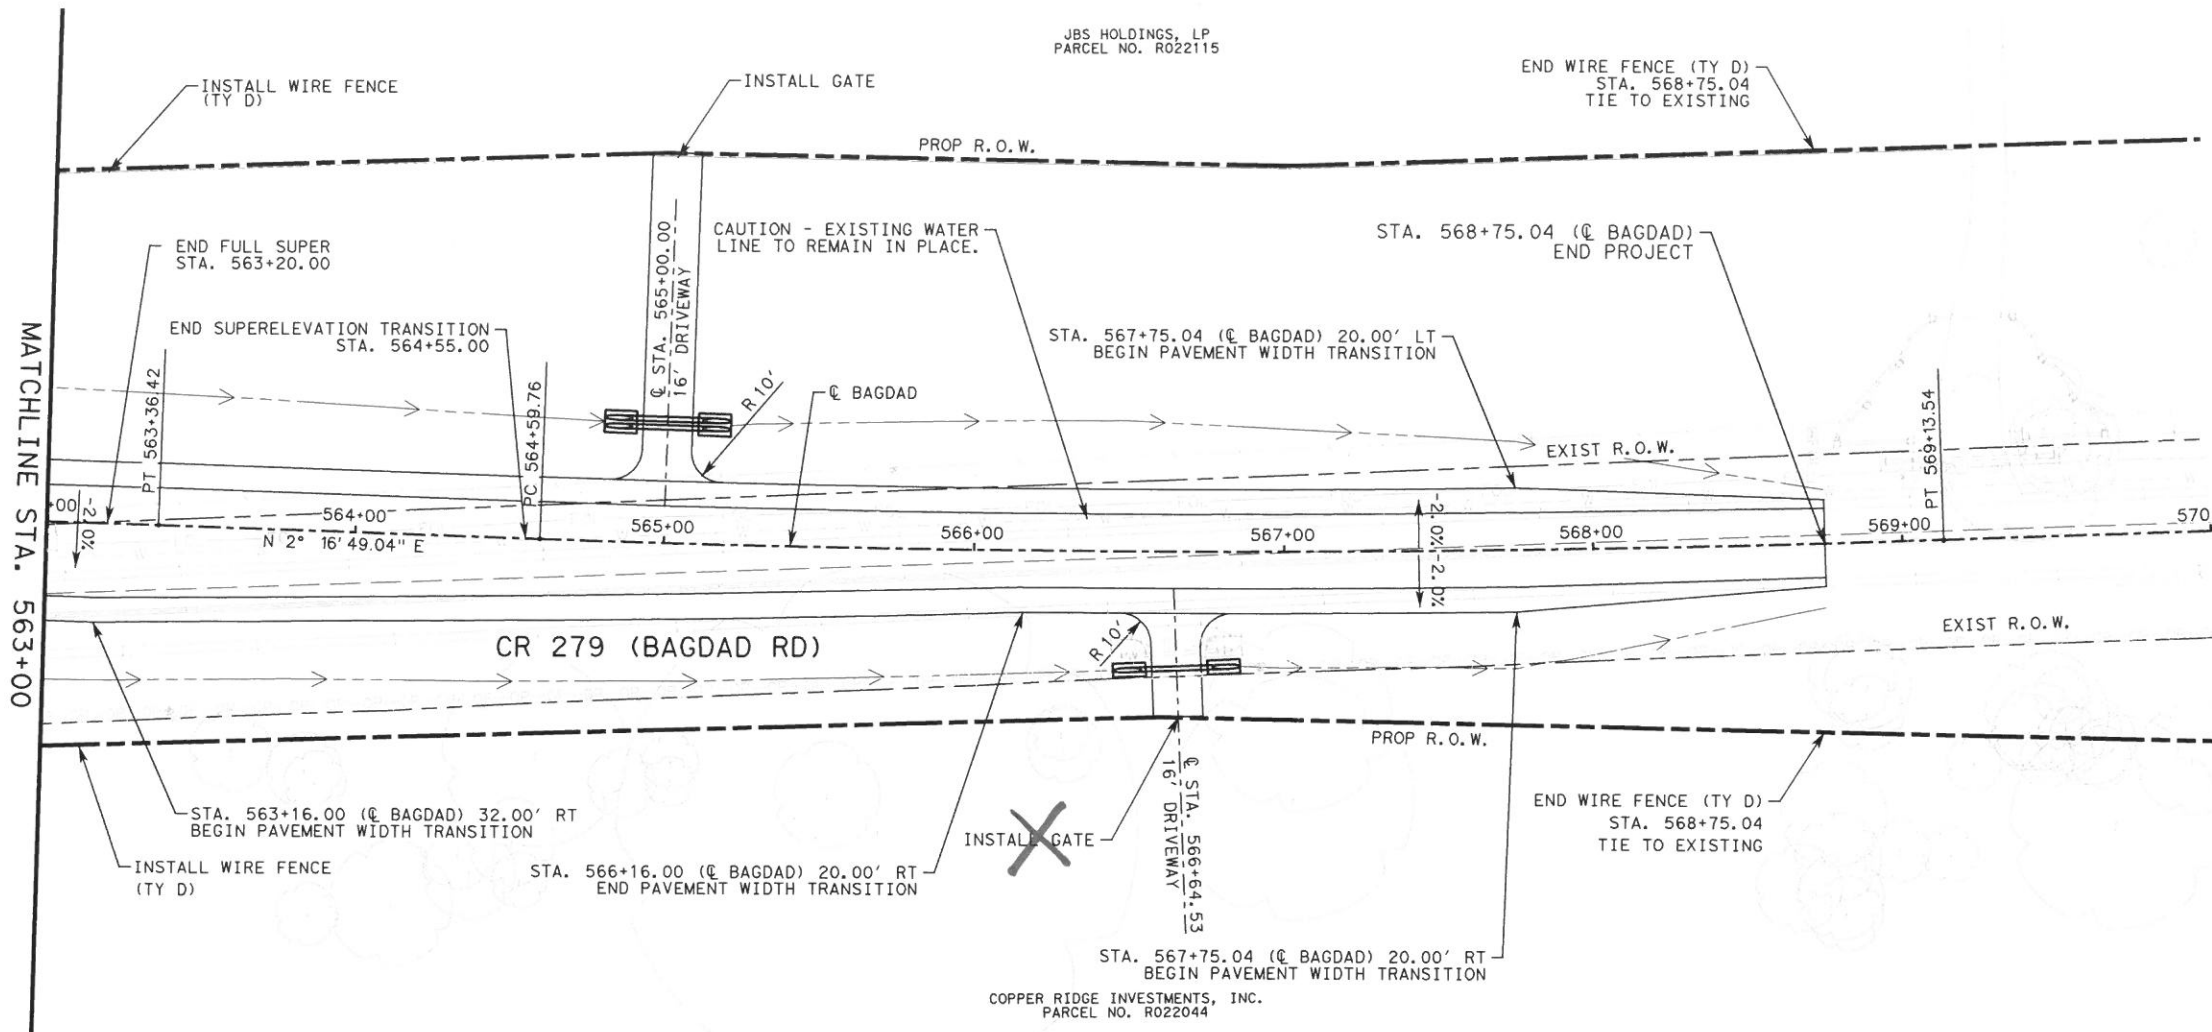 JBS HOLDINGS, LP
PARCEL NO. R022115
INSTALL WIRE FENCE
(TY D)
INSTALL GATE
END WIRE FENCE (TY D)
STA. 568+75.04
TIE TO EXISTING
PROP R.O.W.
END FULL SUPER
STA. 563+20.00
CAUTION - EXISTING WATER
LINE TO REMAIN IN PLACE.
STA. 568+75.04 (℄ BAGDAD)
END PROJECT
℄ STA. 565+00.00
16' DRIVEWAY
END SUPERELEVATION TRANSITION
STA. 564+55.00
STA. 567+75.04 (℄ BAGDAD) 20.00' LT
BEGIN PAVEMENT WIDTH TRANSITION
MATCHLINE STA. 563+00
PT 563+36.42
PC 564+59.76
R 10'
℄ BAGDAD
EXIST R.O.W.
PT 569+13.54
+00
-2.0%
564+00
565+00
566+00
567+00
568+00
569+00
570
N 2° 16' 49.04" E
-2.0%
-2.0%
CR 279 (BAGDAD RD)
R 10'
EXIST R.O.W.
PROP R.O.W.
℄ STA. 566+64.53
16' DRIVEWAY
STA. 563+16.00 (℄ BAGDAD) 32.00' RT
BEGIN PAVEMENT WIDTH TRANSITION
INSTALL GATE
END WIRE FENCE (TY D)
STA. 568+75.04
TIE TO EXISTING
INSTALL WIRE FENCE
(TY D)
STA. 566+16.00 (℄ BAGDAD) 20.00' RT
END PAVEMENT WIDTH TRANSITION
STA. 567+75.04 (℄ BAGDAD) 20.00' RT
BEGIN PAVEMENT WIDTH TRANSITION
COPPER RIDGE INVESTMENTS, INC.
PARCEL NO. R022044